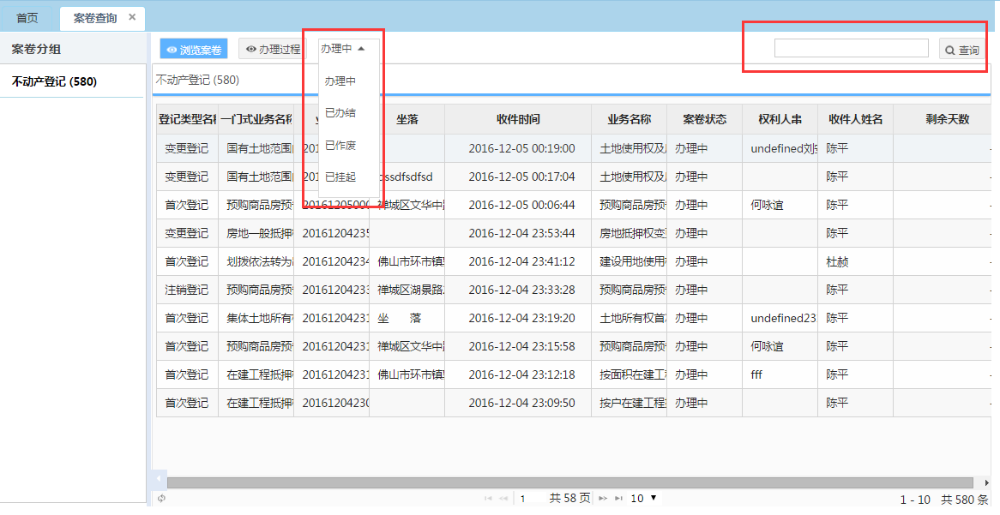 首页 案卷查询 ×
案卷分组
不动产登记 (580)
浏览案卷 办理过程 办理中 查询
办理中
已办结
已作废
已挂起
不动产登记 (580)
登记类型名称 一门式业务名称 坐落 收件时间 业务名称 案卷状态 权利人串 收件人姓名 剩余天数
变更登记 国有土地范围 201 2016-12-05 00:19:00 土地使用权及 办理中 undefined刘 陈平 -
变更登记 国有土地范围 201 ssdfsdfsd 2016-12-05 00:17:04 土地使用权及 办理中 陈平 -
首次登记 预购商品房预 20161205000 禅城区文华中 2016-12-05 00:06:44 预购商品房预 办理中 何咏谊 陈平 -
变更登记 房地一般抵押 20161204235 2016-12-04 23:53:44 房地抵押权变 办理中 陈平 -
首次登记 划拨依法转为 20161204234 佛山市环市镇 2016-12-04 23:41:12 建设用地使用 办理中 杜赪 -
注销登记 预购商品房预 20161204233 禅城区湖景路 2016-12-04 23:33:28 预购商品房预 办理中 陈平 -
首次登记 集体土地所有 20161204231 坐 落 2016-12-04 23:19:20 土地所有权首 办理中 undefined23 陈平 -
首次登记 预购商品房预 20161204231 禅城区文华中 2016-12-04 23:15:58 预购商品房预 办理中 何咏谊 陈平 -
首次登记 在建工程抵押 20161204231 佛山市环市镇 2016-12-04 23:12:18 按面积在建工 办理中 fff 陈平 -
首次登记 在建工程抵押 20161204230 2016-12-04 23:09:50 按户在建工程 办理中 陈平 -
1 共 58 页 10 1 - 10 共 580 条